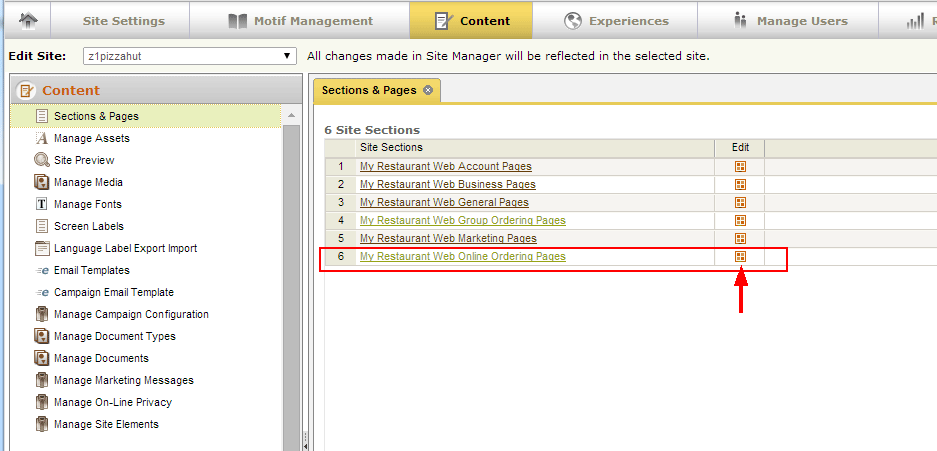 Site Settings
Motif Management
Content
Experiences
Manage Users
Edit Site:
z1pizzahut
All changes made in Site Manager will be reflected in the selected site.
Content
Sections & Pages
Manage Assets
Site Preview
Manage Media
Manage Fonts
Screen Labels
Language Label Export Import
Email Templates
Campaign Email Template
Manage Campaign Configuration
Manage Document Types
Manage Documents
Manage Marketing Messages
Manage On-Line Privacy
Manage Site Elements
Sections & Pages
6 Site Sections
Site Sections Edit
1 My Restaurant Web Account Pages
2 My Restaurant Web Business Pages
3 My Restaurant Web General Pages
4 My Restaurant Web Group Ordering Pages
5 My Restaurant Web Marketing Pages
6 My Restaurant Web Online Ordering Pages